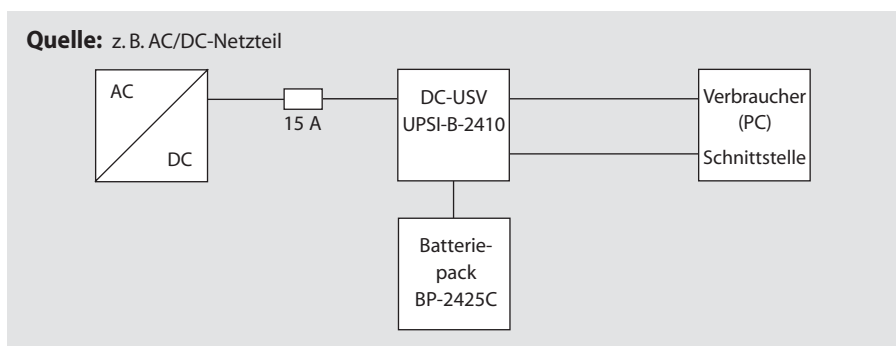 Quelle: z. B. AC/DC-Netzteil
AC
DC
15 A
DC-USV
UPSI-B-2410
Verbraucher
(PC)
Schnittstelle
Batterie-
pack
BP-2425C